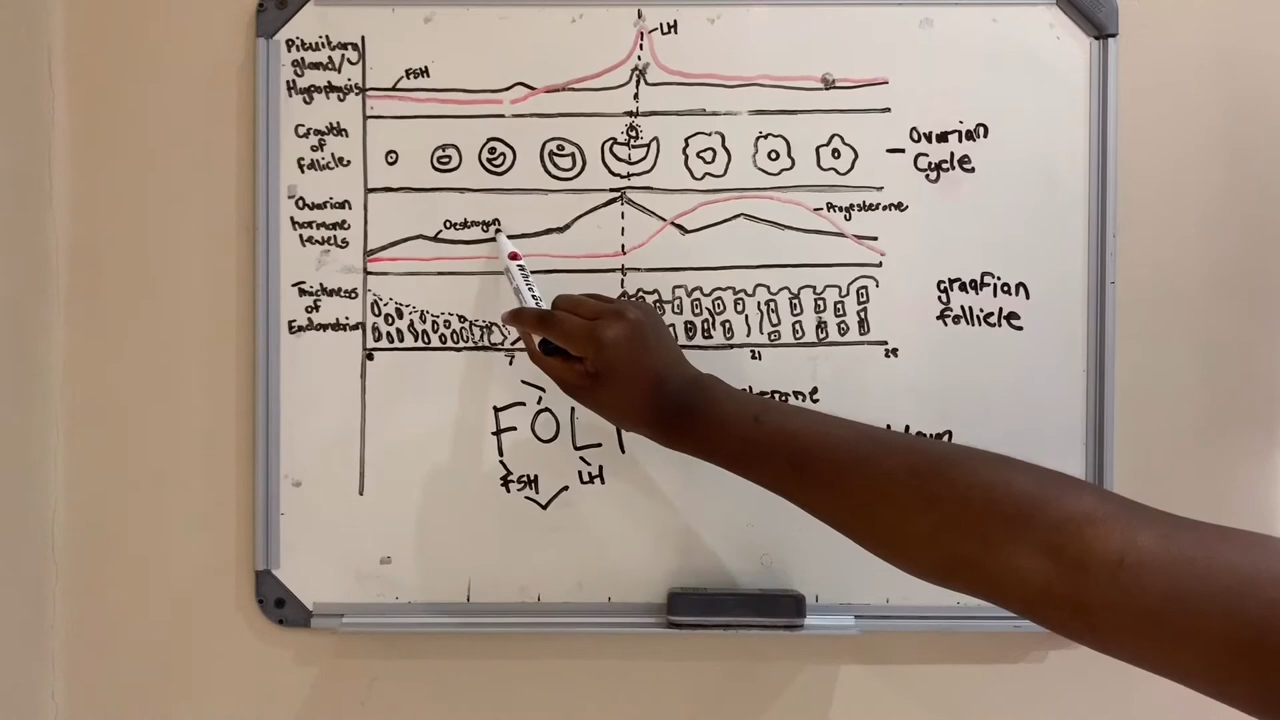 Pituitary
gland/
Hypophysis
FSH
LH
Growth
of
follicle
Ovarian
Cycle
Ovarian
hormone
levels
Oestrogen
Progesterone
Thickness
of
Endometrium
graafian
follicle
7
21
28
FOL
FSH
LH